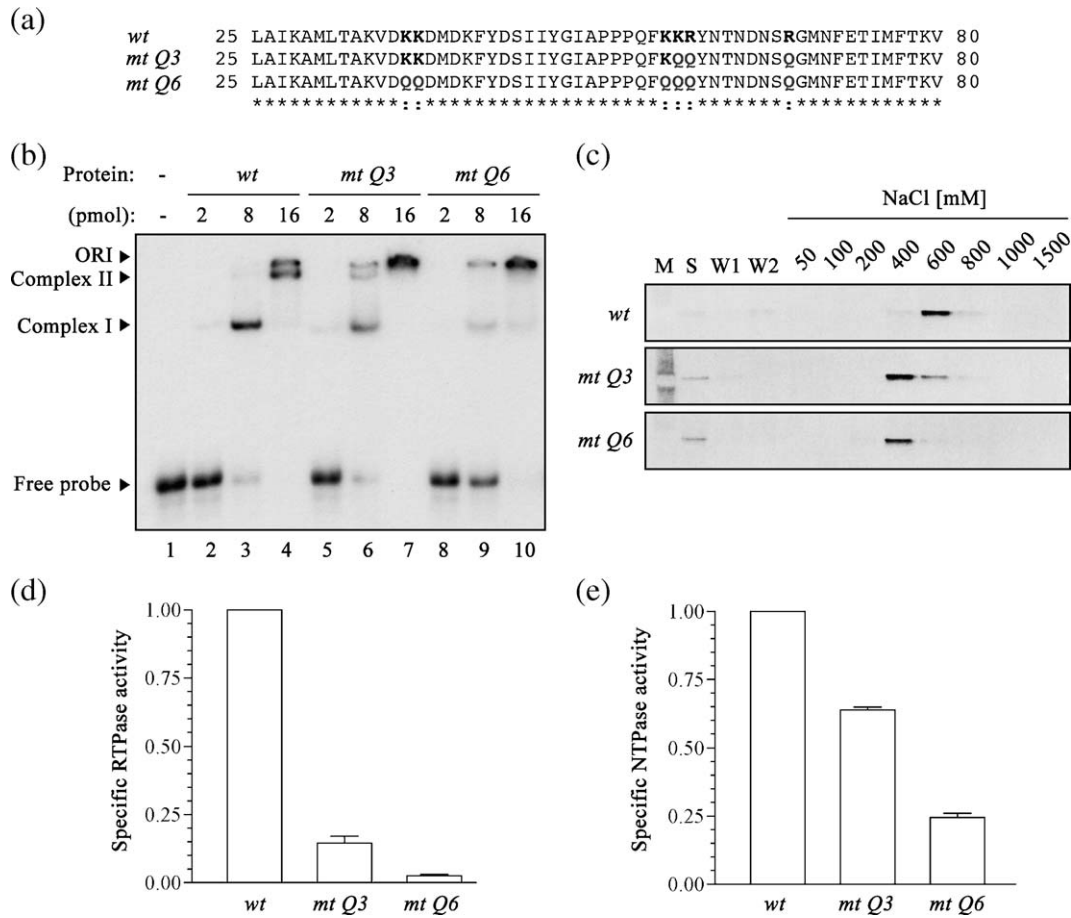 (a)
wt 25 LAIKAMLTAKVDKKDMDKFYDSIIYGIAPPPQFKKRYNTNDNSRGMNFETIMFTKV 80
mt Q3 25 LAIKAMLTAKVDKKDMDKFYDSIIYGIAPPPQFKQQYNTNDNSQGMNFETIMFTKV 80
mt Q6 25 LAIKAMLTAKVDQQDMDKFYDSIIYGIAPPPQFQQQYNTNDNSQGMNFETIMFTKV 80
************::*******************:::*******:************
(b)
Protein: - wt mt Q3 mt Q6
(pmol): - 2 8 16 2 8 16 2 8 16
ORI
Complex II
Complex I
Free probe
1 2 3 4 5 6 7 8 9 10
(c)
NaCl [mM]
M S W1 W2 50 100 200 400 600 800 1000 1500
wt
mt Q3
mt Q6
(d)
Specific RTPase activity
1.00
0.75
0.50
0.25
0.00
wt mt Q3 mt Q6
(e)
Specific NTPase activity
1.00
0.75
0.50
0.25
0.00
wt mt Q3 mt Q6